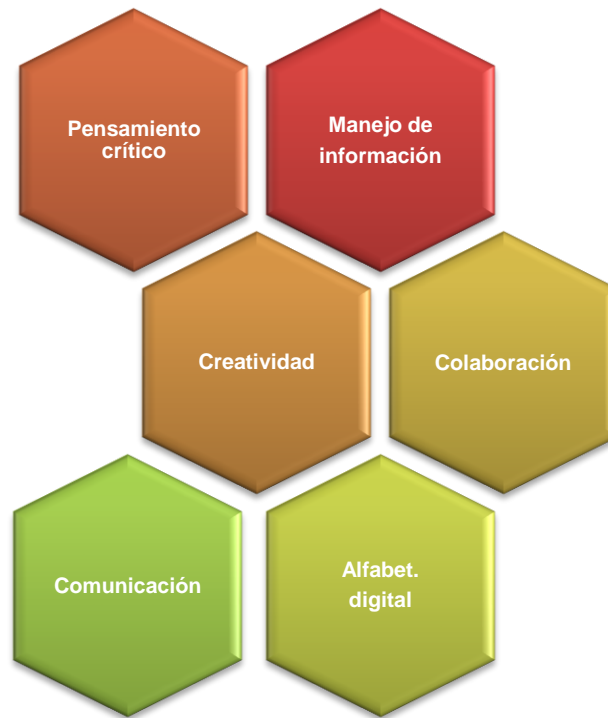 Pensamiento
crítico
Manejo de
información
Creatividad
Colaboración
Comunicación
Alfabet.
digital